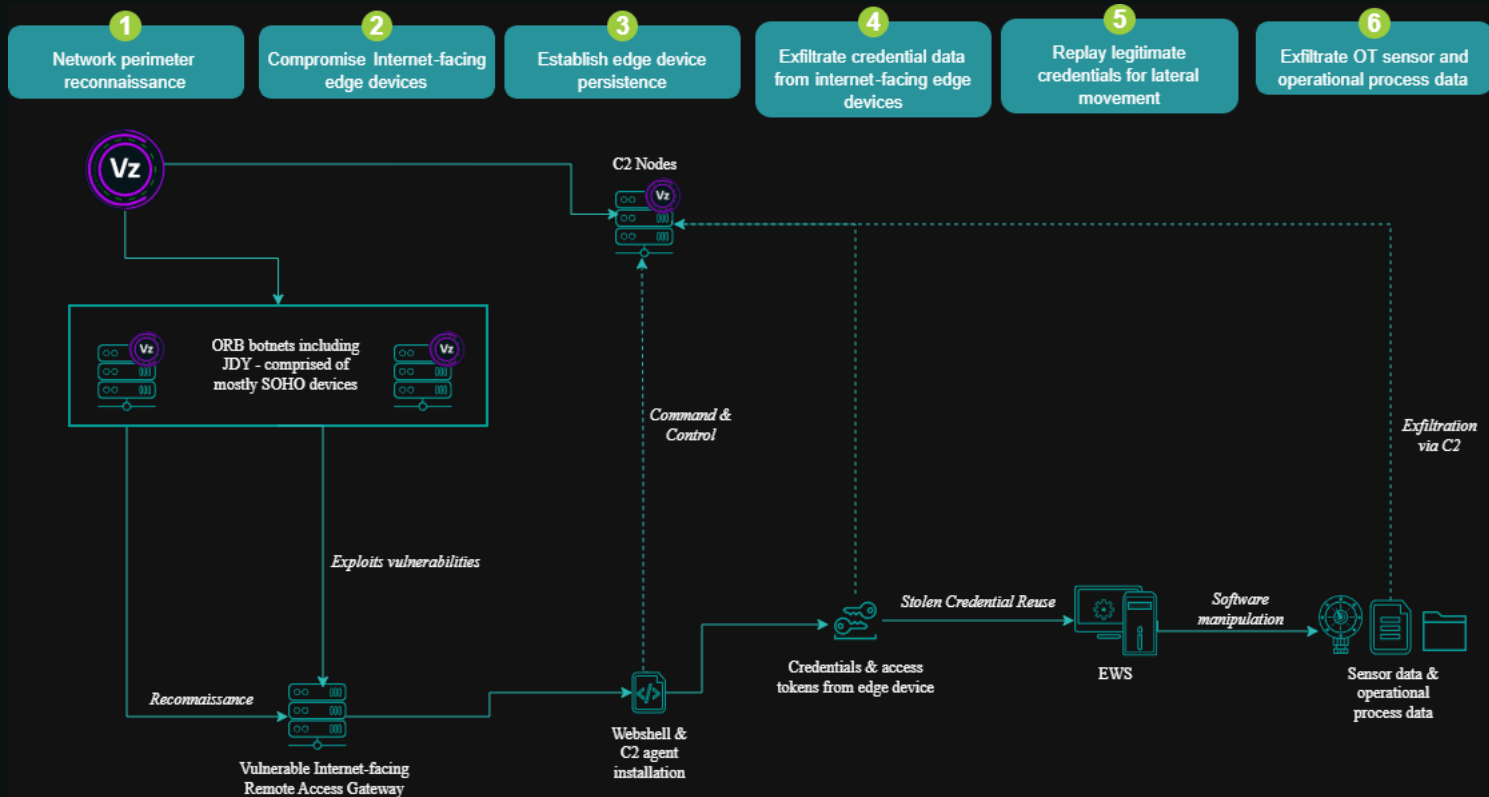 1
Network perimeter
reconnaissance
2
Compromise Internet-facing
edge devices
3
Establish edge device
persistence
4
Exfiltrate credential data
from internet-facing edge
devices
5
Replay legitimate
credentials for lateral
movement
6
Exfiltrate OT sensor and
operational process data
Vz
C2 Nodes
Vz
Vz
ORB botnets including
JDY - comprised of
mostly SOHO devices
Vz
Command &
Control
Exfiltration
via C2
Exploits vulnerabilities
Reconnaissance
Vulnerable Internet-facing
Remote Access Gateway
Webshell &
C2 agent
installation
Credentials & access
tokens from edge device
Stolen Credential Reuse
EWS
Software
manipulation
Sensor data &
operational
process data